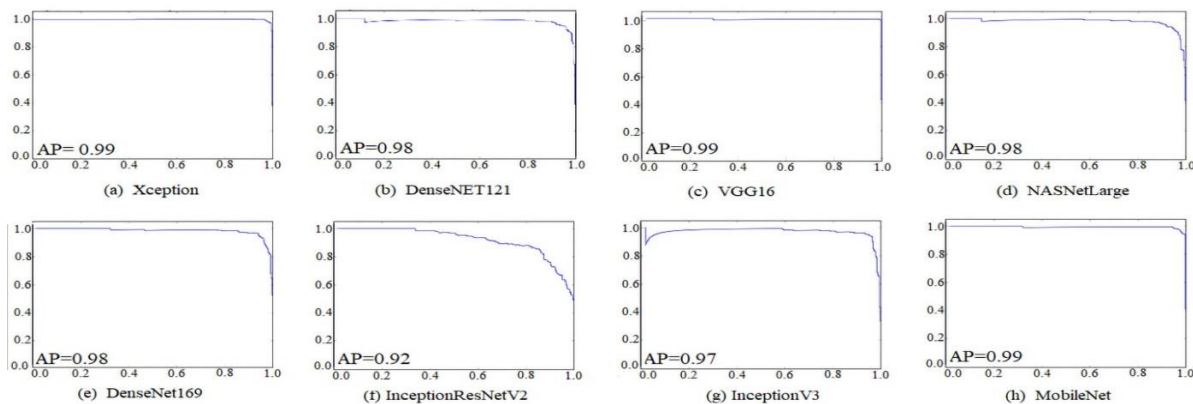 1.0 1.0 1.0 1.0
0.8 0.8 0.8 0.8
0.6 0.6 0.6 0.6
0.4 0.4 0.4 0.4
0.2 0.2 0.2 0.2
0.0 AP= 0.99 0.0 AP=0.98 0.0 AP=0.99 0.0 AP=0.98
0.0 0.2 0.4 0.6 0.8 1.0 0.0 0.2 0.4 0.6 0.8 1.0 0.0 0.2 0.4 0.6 0.8 1.0 0.0 0.2 0.4 0.6 0.8 1.0
(a) Xception (b) DenseNET121 (c) VGG16 (d) NASNetLarge
1.0 1.0 1.0 1.0
0.8 0.8 0.8 0.8
0.6 0.6 0.6 0.6
0.4 0.4 0.4 0.4
0.2 0.2 0.2 0.2
0.0 AP=0.98 0.0 AP=0.92 0.0 AP=0.97 0.0 AP=0.99
0.0 0.2 0.4 0.6 0.8 1.0 0.0 0.2 0.4 0.6 0.8 1.0 0.0 0.2 0.4 0.6 0.8 1.0 0.0 0.2 0.4 0.6 0.8 1.0
(e) DenseNet169 (f) InceptionResNetV2 (g) InceptionV3 (h) MobileNet